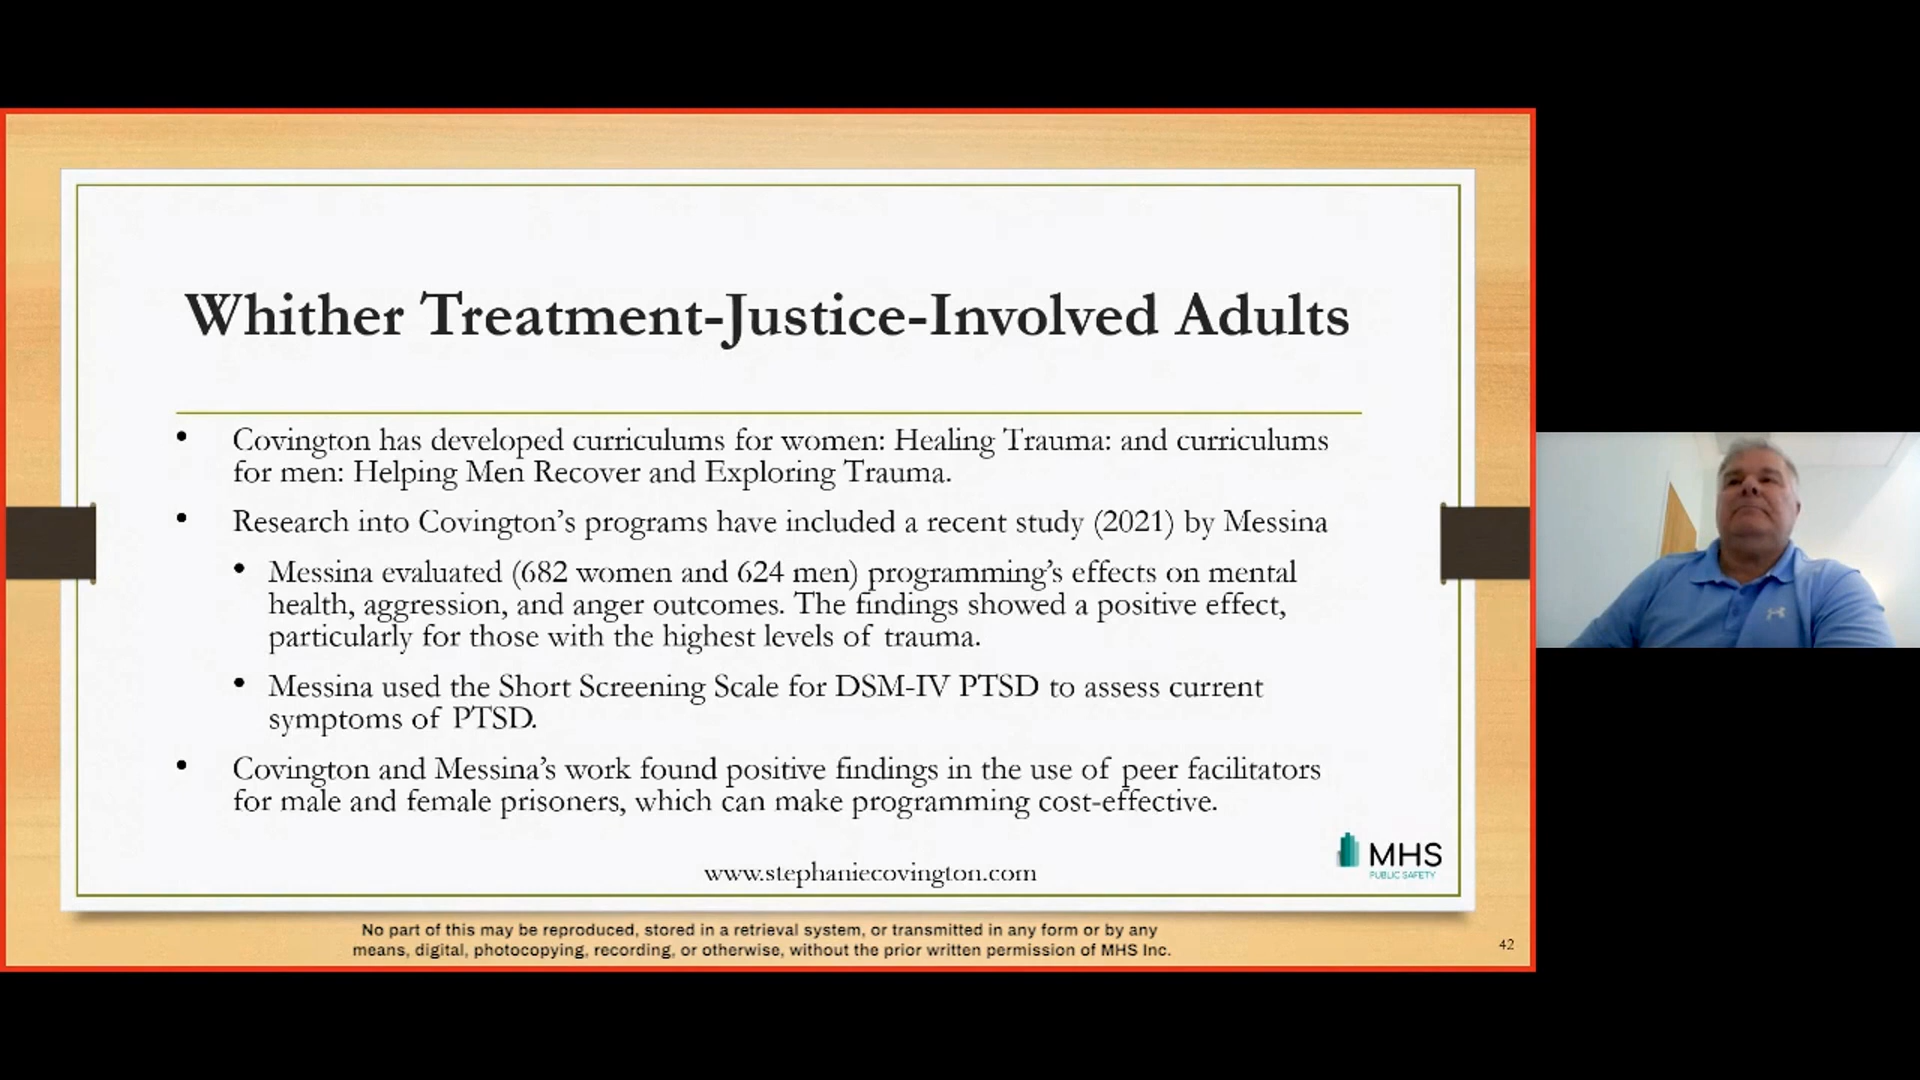 Whither Treatment-Justice-Involved Adults
• Covington has developed curriculums for women: Healing Trauma: and curriculums
for men: Helping Men Recover and Exploring Trauma.
• Research into Covington’s programs have included a recent study (2021) by Messina
• Messina evaluated (682 women and 624 men) programming’s effects on mental
health, aggression, and anger outcomes. The findings showed a positive effect,
particularly for those with the highest levels of trauma.
• Messina used the Short Screening Scale for DSM-IV PTSD to assess current
symptoms of PTSD.
• Covington and Messina’s work found positive findings in the use of peer facilitators
for male and female prisoners, which can make programming cost-effective.
www.stephaniecovington.com
MHS
PUBLIC SAFETY
No part of this may be reproduced, stored in a retrieval system, or transmitted in any form or by any
means, digital, photocopying, recording, or otherwise, without the prior written permission of MHS Inc.
42